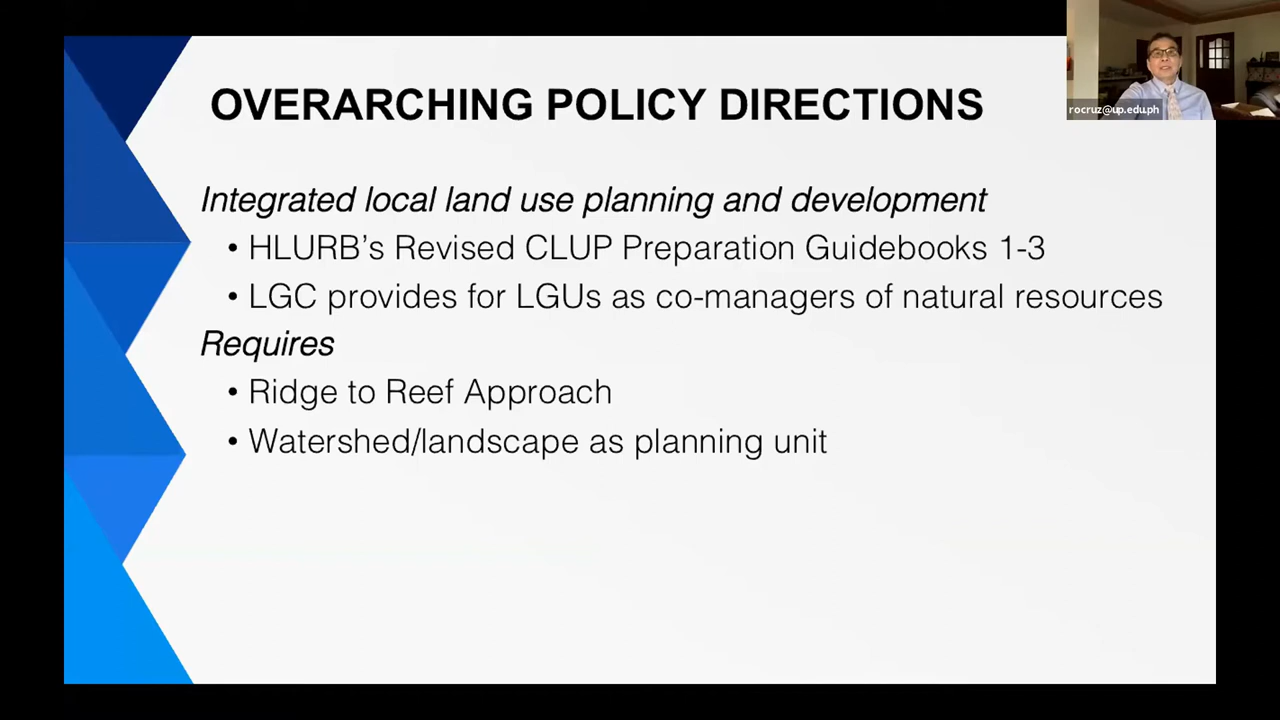 OVERARCHING POLICY DIRECTIONS
rocruz@up.edu.ph
Integrated local land use planning and development
• HLURB's Revised CLUP Preparation Guidebooks 1-3
• LGC provides for LGUs as co-managers of natural resources
Requires
• Ridge to Reef Approach
• Watershed/landscape as planning unit